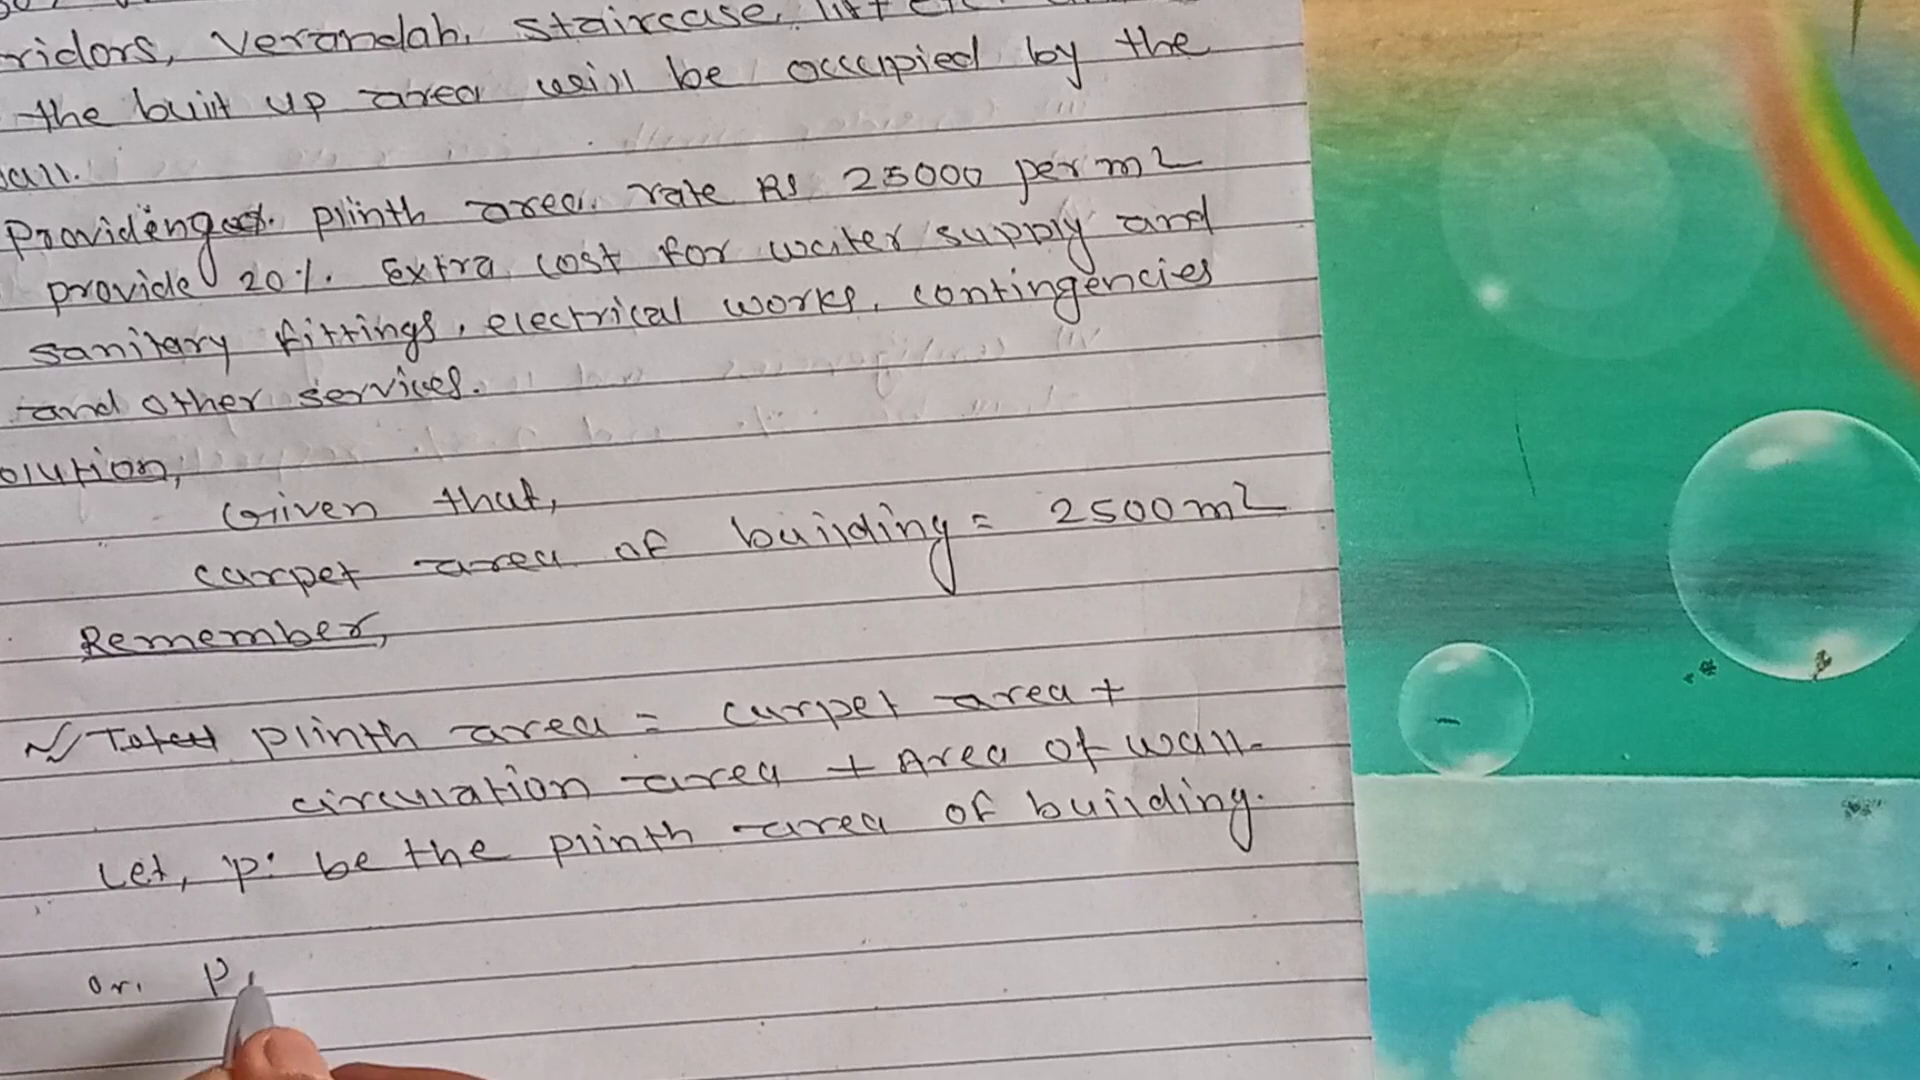 ridors, Verandah, staircase, lift etc.
the built up area will be occupied by the
all.
Providing plinth area rate Rs 25000 per m2
provide 20% Extra cost for water supply and
sanitary fittings, electrical works, contingencies
and other services.
olution,
Given that,
carpet area of building = 2500m2
Remember,
Total plinth area = carpet area +
circulation area + Area of wall
Let, 'p' be the plinth area of building.
or, P